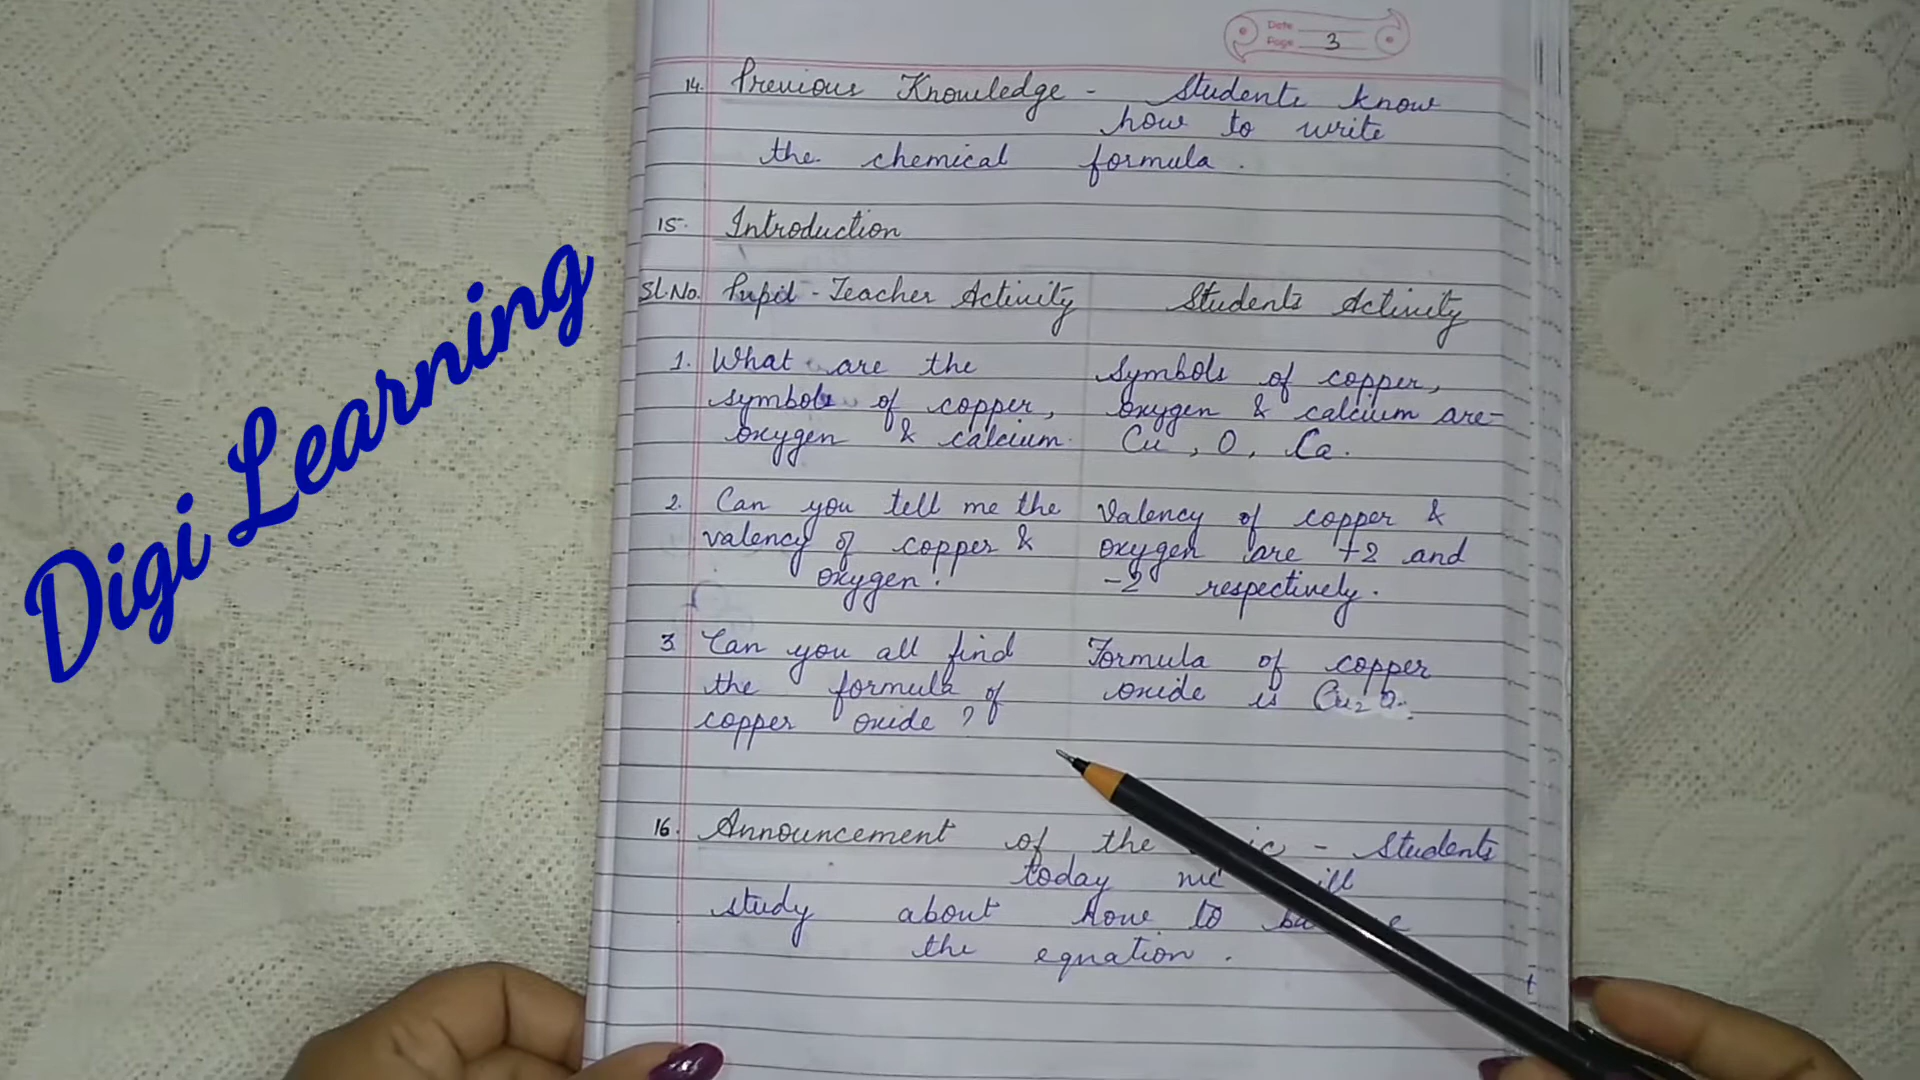 Date
Page 3
14. Previous Knowledge - Students know
how to write
the chemical formula.
15. Introduction
Sl.No. Pupil-Teacher Activity Students Activity
1. What are the
symbols of copper,
oxygen & calcium.
Symbols of copper,
oxygen & calcium are-
Cu, O, Ca.
2. Can you tell me the
valency of copper &
oxygen.
Valency of copper &
oxygen are +2 and
-2 respectively.
3. Can you all find
the formula of
copper oxide?
Formula of copper
oxide is Cu2O.
16. Announcement of the - Students
today
study about how to
the equation.
Digi Learning